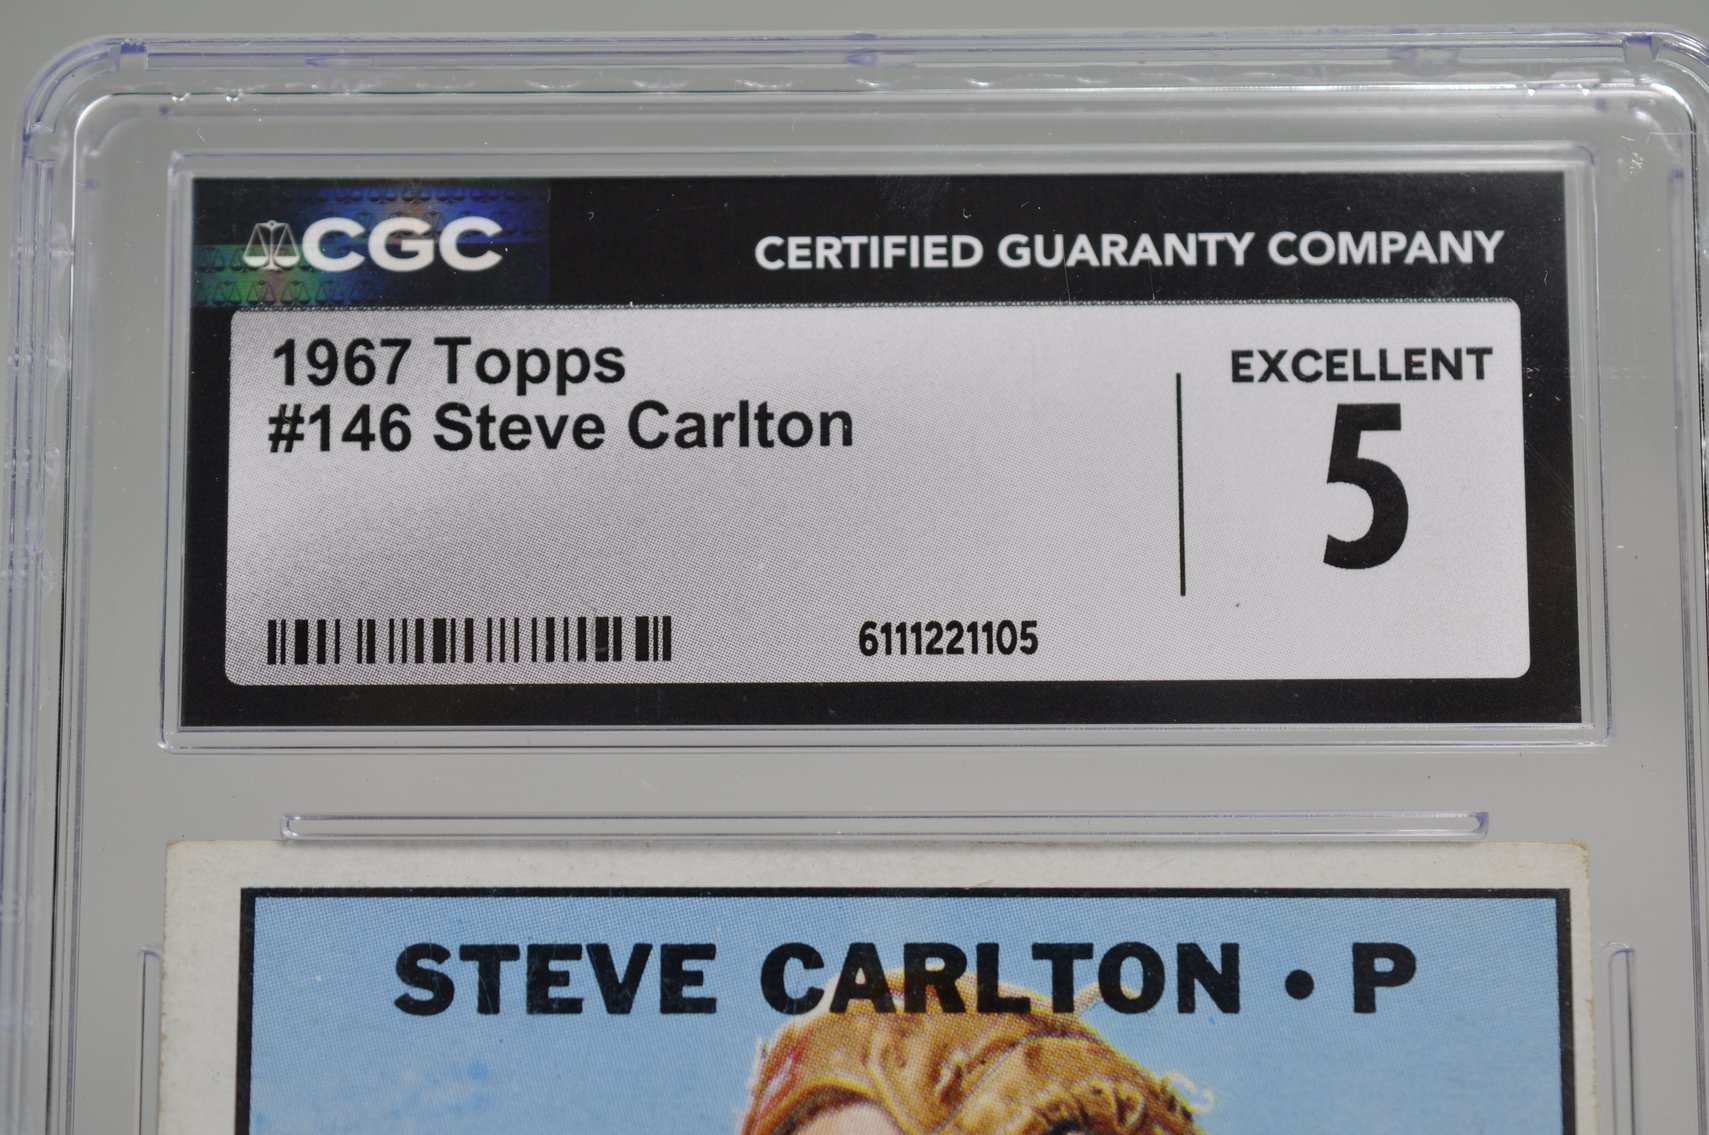 CGC
CERTIFIED GUARANTY COMPANY
1967 Topps
#146 Steve Carlton
EXCELLENT
5
6111221105
STEVE CARLTON • P